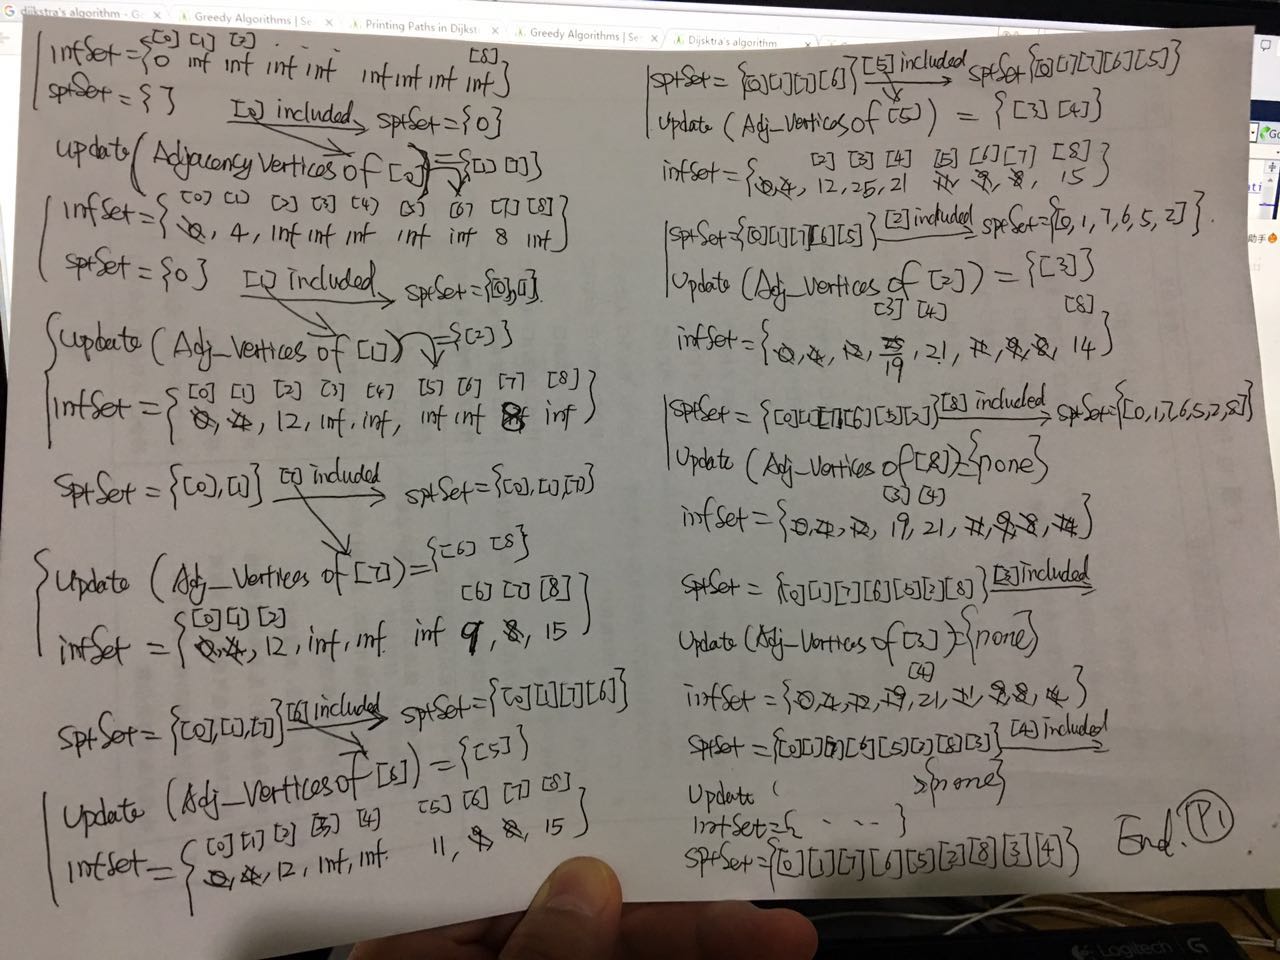 dijkstra's algorithm - G
Greedy Algorithms | Se
Printing Paths in Dijkst
Greedy Algorithms | Se
Dijsktra's algorithm
[0] [1] [2] . . . [8]
infSet={0 inf inf inf inf inf inf inf inf}
sptSet={ }
[0] included sptSet={0}
update(Adjacency Vertices of [0])={[1] [7]}
[0] [1] [2] [3] [4] [5] [6] [7] [8]
infSet={0, 4, inf inf inf inf inf 8 inf}
sptSet={0} [1] included sptSet={[0],[1]}
update(Adj_Vertices of [1])={[2]}
[0] [1] [2] [3] [4] [5] [6] [7] [8]
infSet={0, 4, 12, inf, inf, inf inf 8 inf}
sptSet={[0],[1]} [7] included sptSet={[0],[1],[7]}
update (Adj_Vertices of [7])={[6] [8]}
[0] [1] [2] [6] [7] [8]
infSet={0, 4, 12, inf, inf inf 9, 8, 15}
sptSet={[0],[1],[7]} [6] included sptSet={[0][1][7][6]}
update (Adj_Vertices of [6])={[5]}
[0] [1] [2] [3] [4] [5] [6] [7] [8]
infSet={0, 4, 12, inf, inf. 11, 9, 8, 15}
sptSet={[0][1][7][6]} [5] included sptSet{[0][1][7][6][5]}
update (Adj_Vertices of [5]) = {[3] [4]}
[2] [3] [4] [5] [6] [7] [8]
infSet={0, 4, 12, 25, 21 11, 9, 8, 15}
sptSet={[0][1][7][6][5]} [2] included sptSet={[0, 1, 7, 6, 5, 2]}.
update (Adj_Vertices of [2]) = {[3]}
[3] [4] [8]
infSet={0, 4, 12, 25, 21, 11, 9, 8, 14}
19
sptSet={[0][1][7][6][5][2]} [8] included sptSet={[0,1,7,6,5,2,8]}
update (Adj_Vertices of [8])={none}
[3] [4]
infSet={0, 4, 12, 19, 21, 11, 9, 8, 14}
sptSet={[0][1][7][6][5][2][8]} [3] included
update (Adj_Vertices of [3])={none}
[4]
infSet={0, 4, 12, 19, 21, 11, 9, 8, 14}
sptSet={[0][1][7][6][5][2][8][3]} [4] included
update ( ={none}
infSet={ . . . . }
sptSet={[0][1][7][6][5][2][8][3][4]}
End. P1
Logitech G